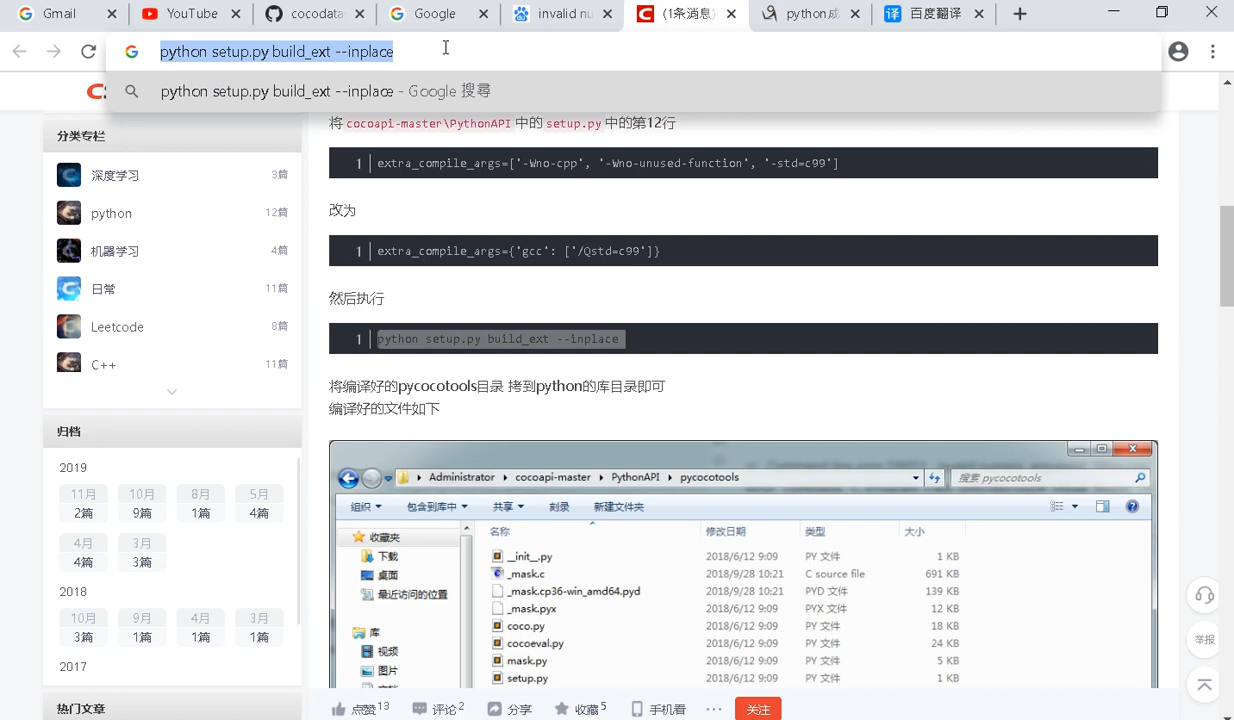 Gmail
YouTube
cocodata
Google
invalid nu
(1条消息)
python成
百度翻译
python setup.py build_ext --inplace
python setup.py build_ext --inplace - Google 搜尋
分类专栏
深度学习 3篇
python 12篇
机器学习 4篇
日常 11篇
Leetcode 8篇
C++ 11篇
归档
2019
11月 10月 8月 5月
2篇 9篇 1篇 4篇
4月 3月
4篇 3篇
2018
10月 9月 4月 3月
3篇 1篇 1篇 1篇
2017
热门文章
将 cocoapi-master\PythonAPI 中的 setup.py 中的第12行
1 extra_compile_args=['-Wno-cpp', '-Wno-unused-function', '-std=c99']
改为
1 extra_compile_args={'gcc': ['/Qstd=c99']}
然后执行
1 python setup.py build_ext --inplace
将编译好的pycocotools目录 拷到python的库目录即可
编译好的文件如下
Administrator cocoapi-master PythonAPI pycocotools 搜索 pycocotools
组织 包含到库中 共享 刻录 新建文件夹
收藏夹
下载
桌面
最近访问的位置
库
视频
图片
名称 修改日期 类型 大小
__init__.py 2018/6/12 9:09 PY 文件 1 KB
_mask.c 2018/9/28 10:21 C source file 691 KB
_mask.cp36-win_amd64.pyd 2018/9/28 10:21 PYD 文件 139 KB
_mask.pyx 2018/6/12 9:09 PYX 文件 12 KB
coco.py 2018/6/12 9:09 PY 文件 18 KB
cocoeval.py 2018/6/12 9:09 PY 文件 24 KB
mask.py 2018/6/12 9:09 PY 文件 5 KB
setup.py 2018/6/12 9:09 PY 文件 1 KB
点赞13 评论2 分享 收藏5 手机看 ··· 关注
举报